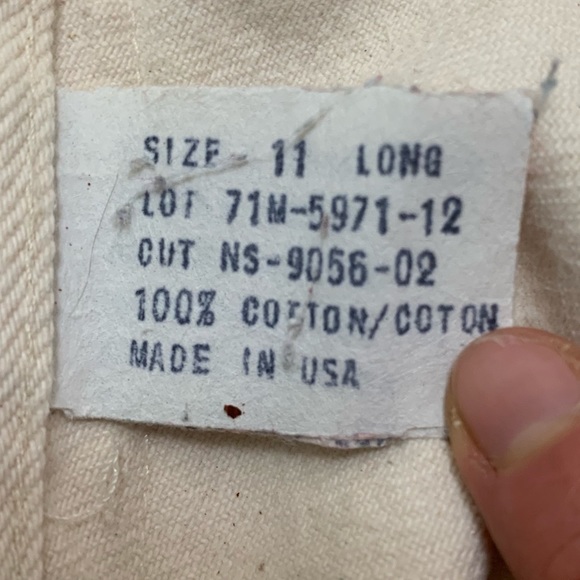 SIZE 11 LONG
LOT 71M-5971-12
CUT NS-9056-02
100% COTTON/COTON
MADE IN USA